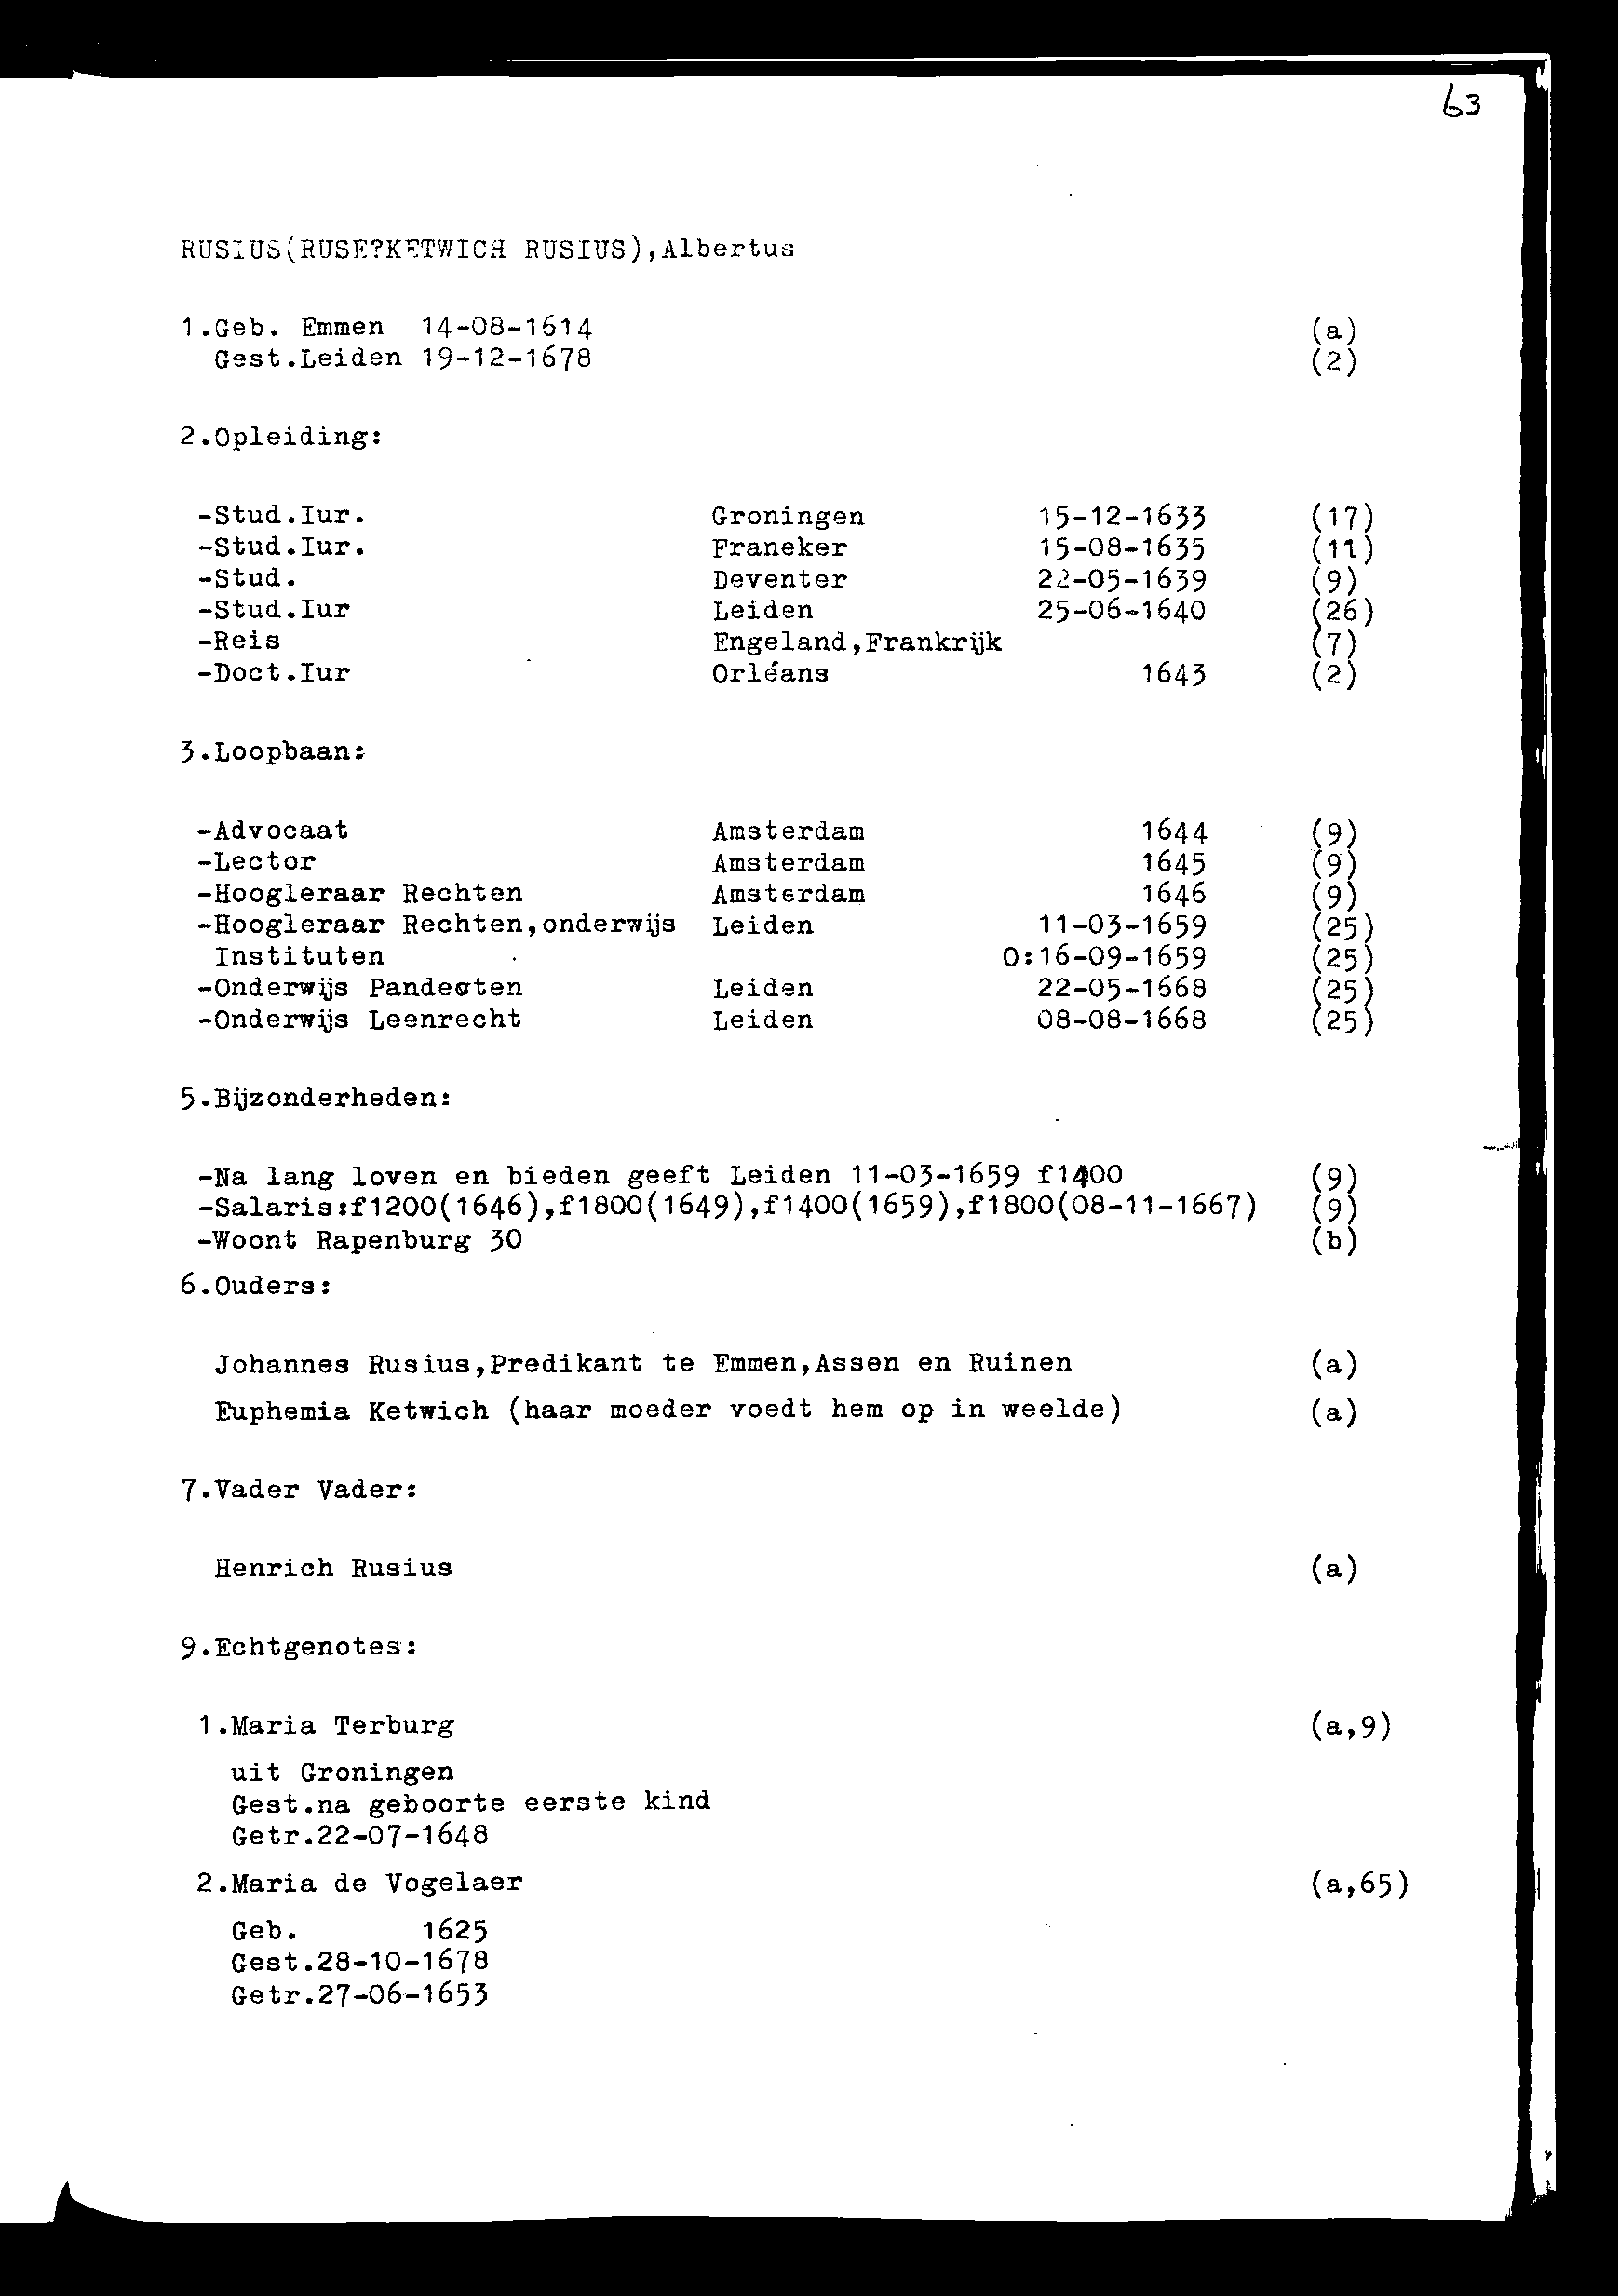 63
RUSIUS(RUSE?KETWICH RUSIUS),Albertus
1.Geb. Emmen 14-08-1614 (a)
Gest.Leiden 19-12-1678 (2)
2.Opleiding:
-Stud.Iur. Groningen 15-12-1633 (17)
-Stud.Iur. Franeker 15-08-1635 (11)
-Stud. Deventer 22-05-1639 (9)
-Stud.Iur Leiden 25-06-1640 (26)
-Reis Engeland,Frankrijk (7)
-Doct.Iur Orléans 1643 (2)
3.Loopbaan:
-Advocaat Amsterdam 1644 (9)
-Lector Amsterdam 1645 (9)
-Hoogleraar Rechten Amsterdam 1646 (9)
-Hoogleraar Rechten,onderwijs Leiden 11-03-1659 (25)
Instituten O:16-09-1659 (25)
-Onderwijs Pandecten Leiden 22-05-1668 (25)
-Onderwijs Leenrecht Leiden 08-08-1668 (25)
5.Bijzonderheden:
-Na lang loven en bieden geeft Leiden 11-03-1659 f1400 (9)
-Salaris:f1200(1646),f1800(1649),f1400(1659),f1800(08-11-1667) (9)
-Woont Rapenburg 30 (b)
6.Ouders:
Johannes Rusius,Predikant te Emmen,Assen en Ruinen (a)
Euphemia Ketwich (haar moeder voedt hem op in weelde) (a)
7.Vader Vader:
Henrich Rusius (a)
9.Echtgenotes:
1.Maria Terburg (a,9)
uit Groningen
Gest.na geboorte eerste kind
Getr.22-07-1648
2.Maria de Vogelaer (a,65)
Geb. 1625
Gest.28-10-1678
Getr.27-06-1653